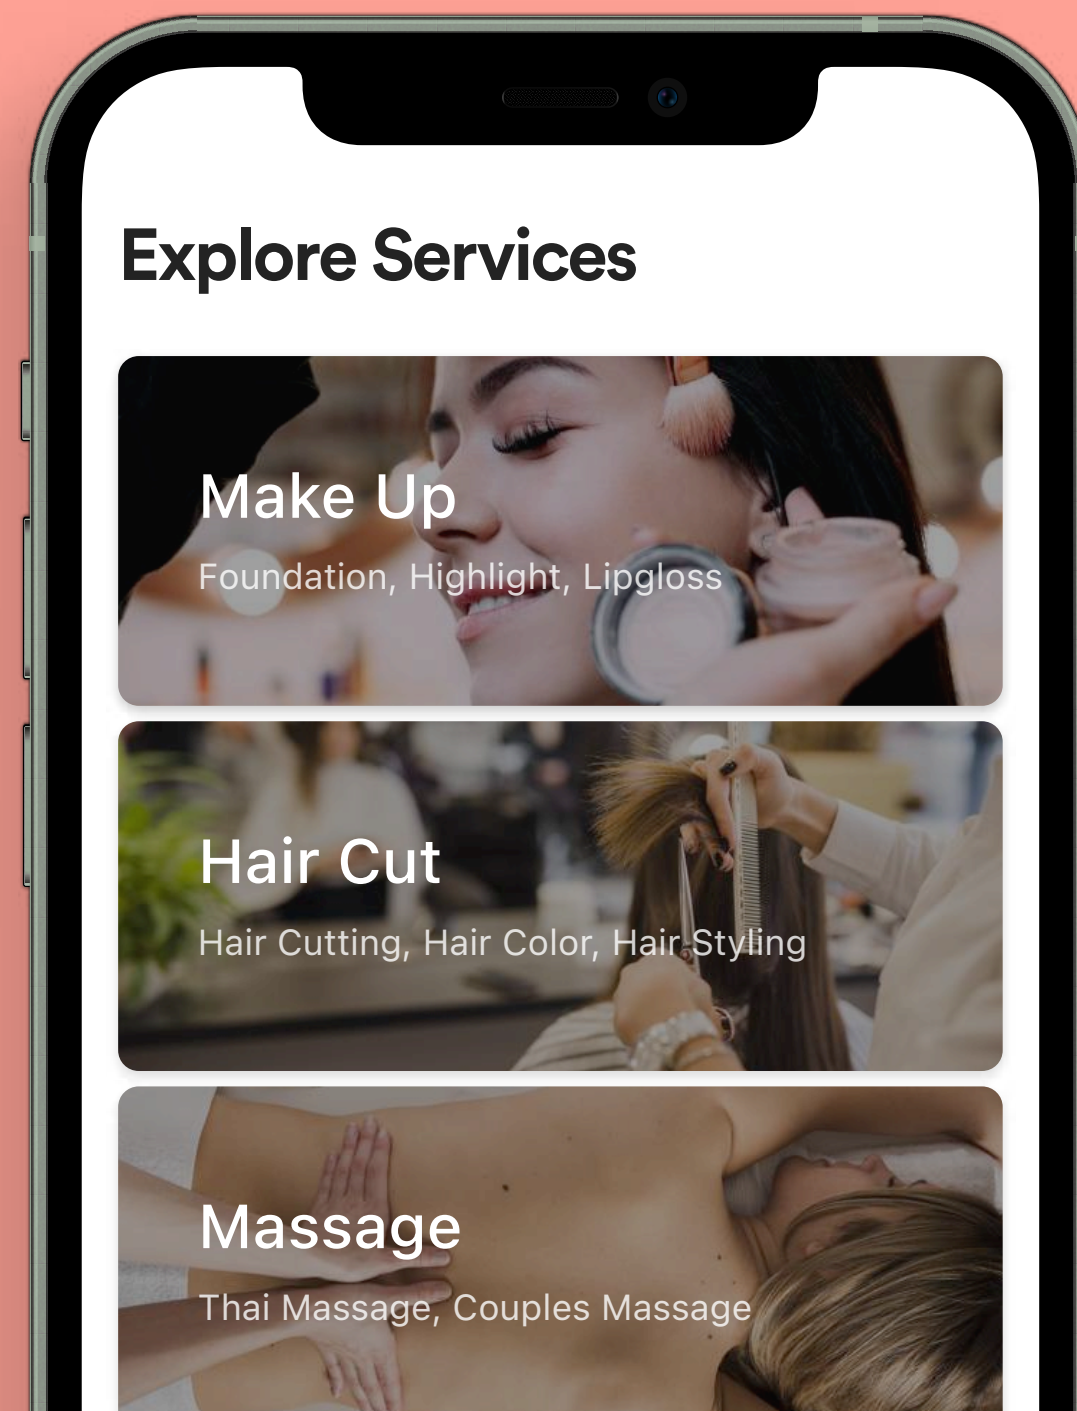 Explore Services
Make Up
Foundation, Highlight, Lipgloss
Hair Cut
Hair Cutting, Hair Color, Hair Styling
Massage
Thai Massage, Couples Massage